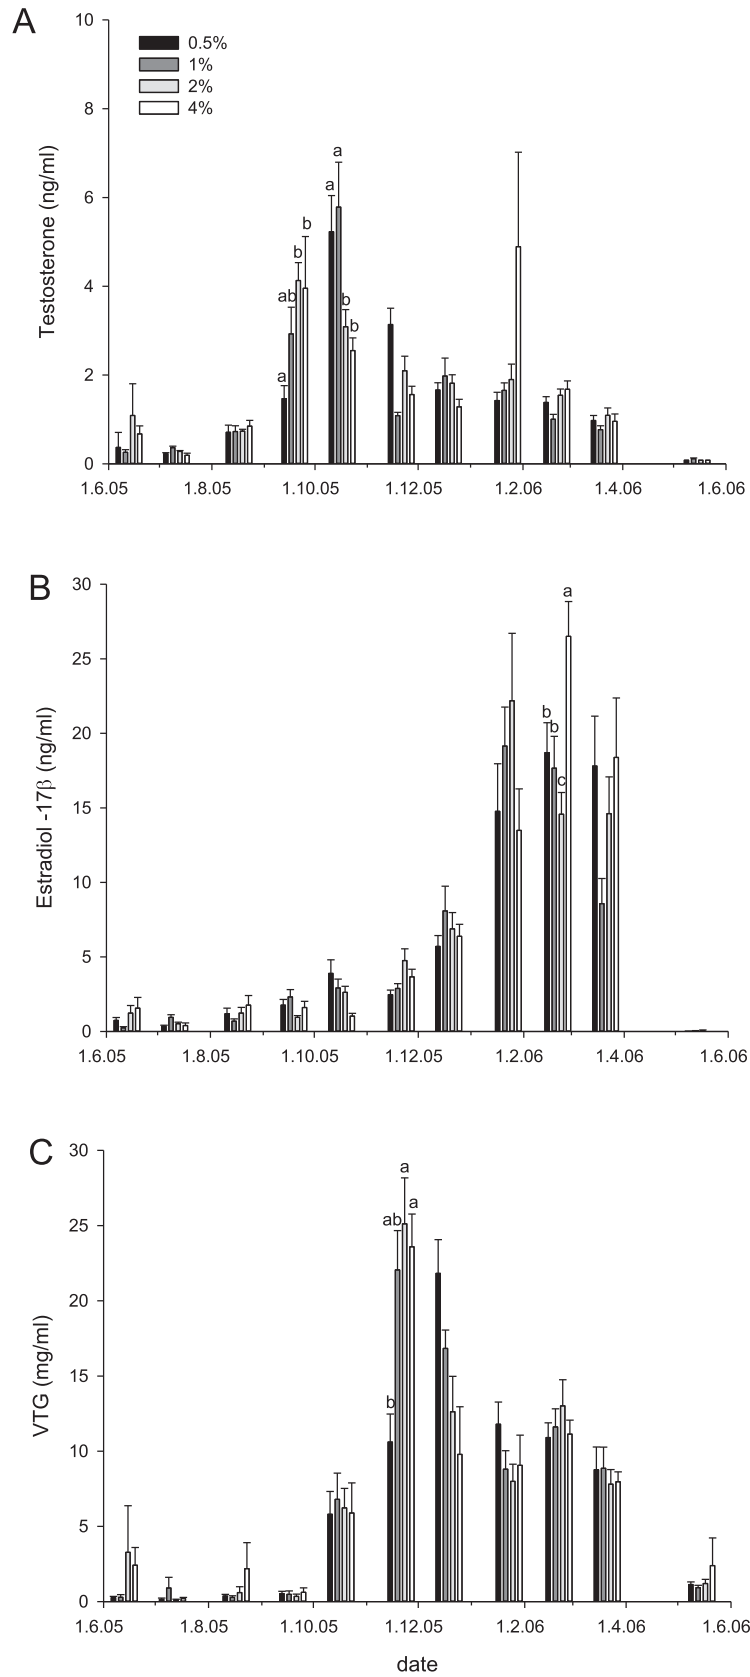 A
10
8
6
4
2
0
Testosterone (ng/ml)
0.5%
1%
2%
4%
a
ab
b
b
a
a
b
b
1.6.05 1.8.05 1.10.05 1.12.05 1.2.06 1.4.06 1.6.06
B
30
25
20
15
10
5
0
Estradiol -17β (ng/ml)
b
b
c
a
1.6.05 1.8.05 1.10.05 1.12.05 1.2.06 1.4.06 1.6.06
C
30
25
20
15
10
5
0
VTG (mg/ml)
b
ab
a
a
1.6.05 1.8.05 1.10.05 1.12.05 1.2.06 1.4.06 1.6.06
date